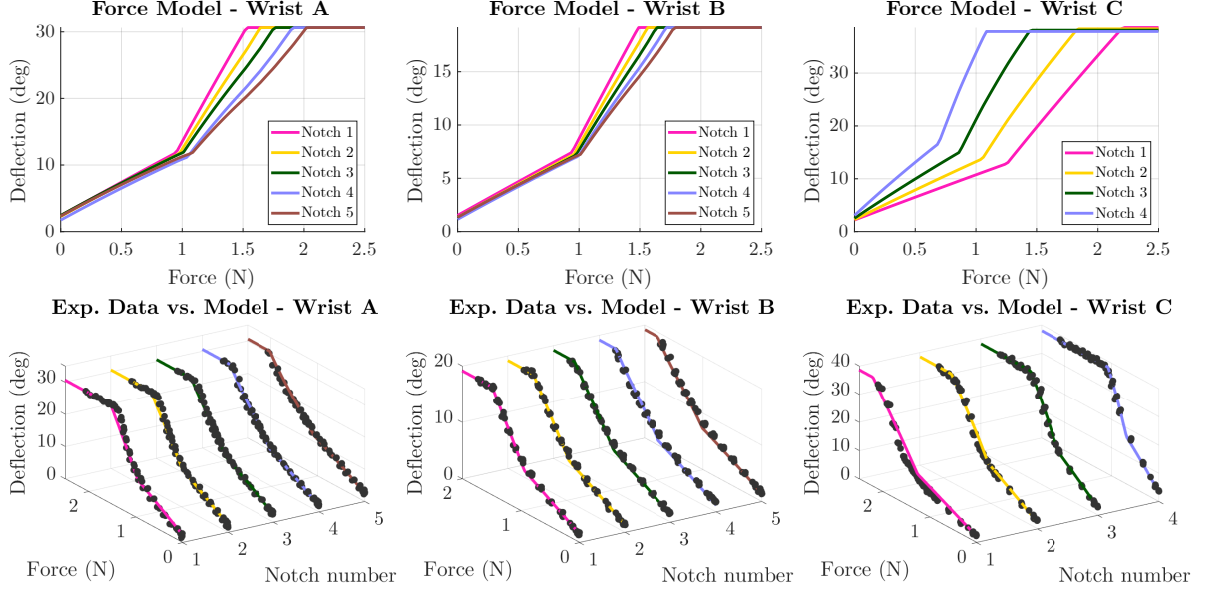 Force Model - Wrist A
Deflection (deg)
30
20
10
0
0 0.5 1 1.5 2 2.5
Force (N)
Notch 1
Notch 2
Notch 3
Notch 4
Notch 5
Force Model - Wrist B
Deflection (deg)
15
10
5
0
0 0.5 1 1.5 2 2.5
Force (N)
Notch 1
Notch 2
Notch 3
Notch 4
Notch 5
Force Model - Wrist C
Deflection (deg)
30
20
10
0
0 0.5 1 1.5 2 2.5
Force (N)
Notch 1
Notch 2
Notch 3
Notch 4
Exp. Data vs. Model - Wrist A
Deflection (deg)
30
20
10
0
2
1
0
Force (N)
1
2
3
4
5
Notch number
Exp. Data vs. Model - Wrist B
Deflection (deg)
20
10
0
2
1
0
Force (N)
1
2
3
4
5
Notch number
Exp. Data vs. Model - Wrist C
Deflection (deg)
40
30
20
10
0
2
1
0
Force (N)
1
2
3
4
Notch number